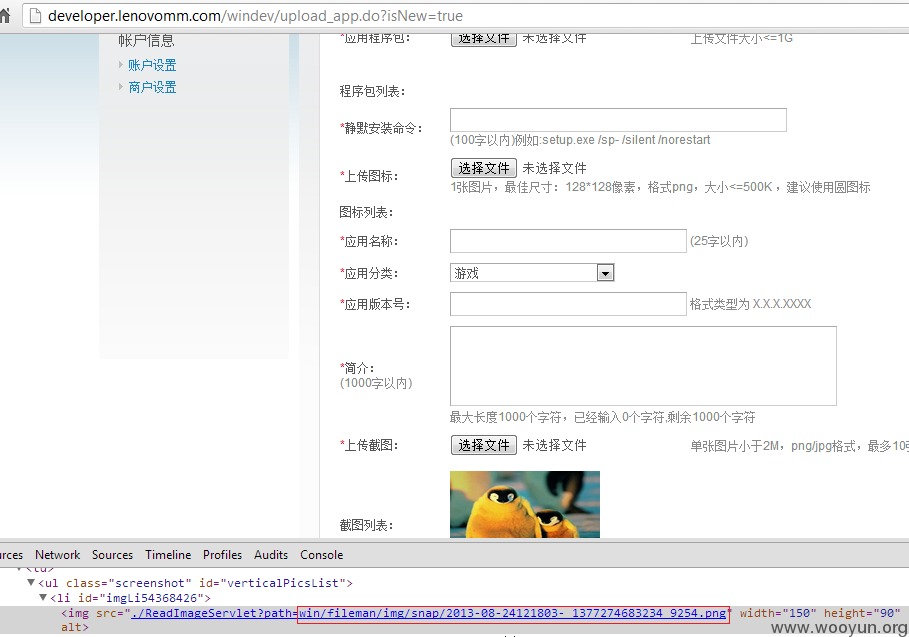 developer.lenovomm.com/windev/upload_app.do?isNew=true
帐户信息
账户设置
商户设置
*应用程序包: 选择文件 未选择文件 上传文件大小<=1G
程序包列表:
*静默安装命令:
(100字以内)例如:setup.exe /sp- /silent /norestart
*上传图标: 选择文件 未选择文件
1张图片，最佳尺寸：128*128像素，格式png，大小<=500K ，建议使用圆图标
图标列表:
*应用名称: (25字以内)
*应用分类: 游戏
*应用版本号: 格式类型为 X.X.X.XXXX
*简介:
(1000字以内)
最大长度1000个字符，已经输入0个字符,剩余1000个字符
*上传截图: 选择文件 未选择文件 单张图片小于2M，png/jpg格式，最多10
截图列表:
urces Network Sources Timeline Profiles Audits Console
<ul class="screenshot" id="verticalPicsList">
<li id="imgLi54368426">
<img src="./ReadImageServlet?path=win/fileman/img/snap/2013-08-24121803-_1377274683234_9254.png" width="150" height="90"
alt>
www.wooyun.org